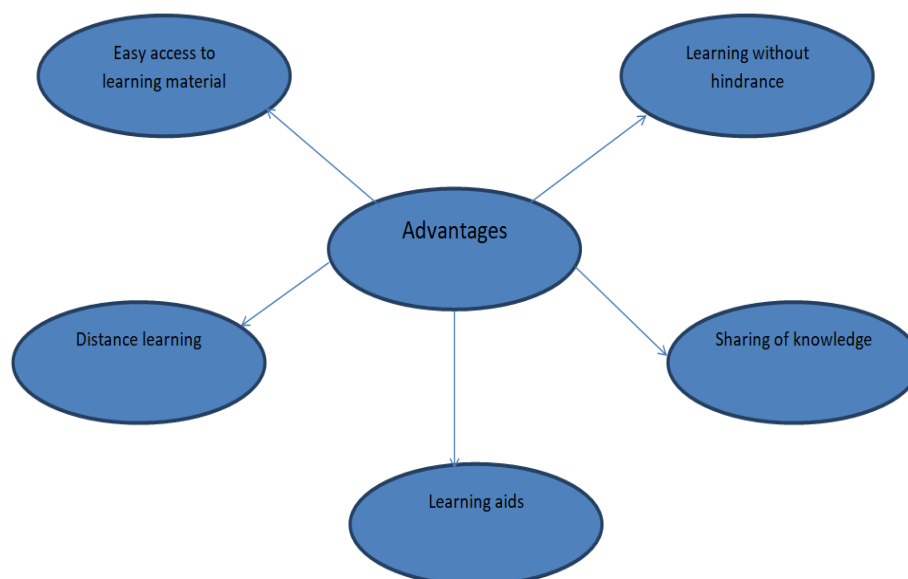 Easy access to
learning material
Learning without
hindrance
Advantages
Distance learning
Sharing of knowledge
Learning aids